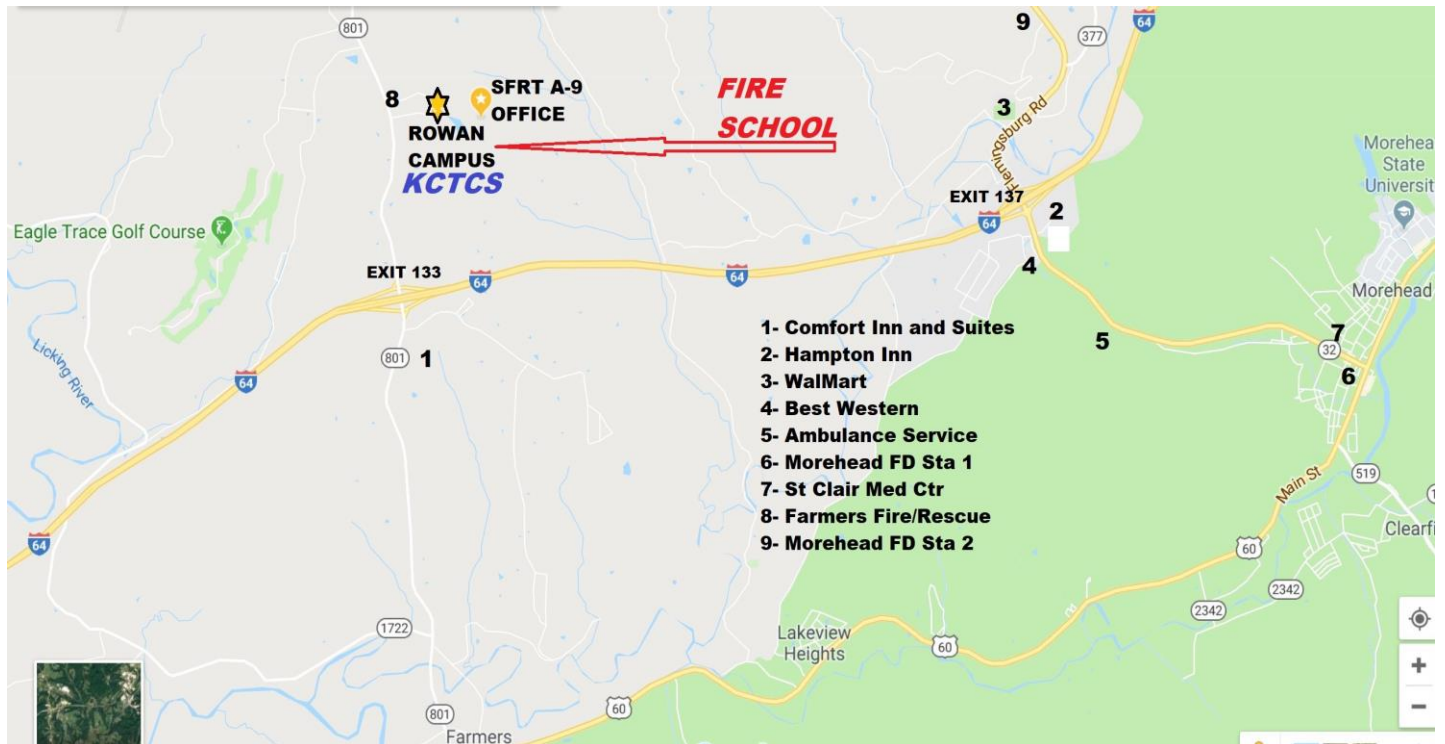 801
9
377
64
8
SFRT A-9
OFFICE
ROWAN
CAMPUS
KCTCS
FIRE
SCHOOL
3
Flemingsburg Rd
Morehea
State
Universit
EXIT 137
64
2
Eagle Trace Golf Course
EXIT 133
64
64
4
Morehead
Licking River
801
1
64
5
7
32
6
1- Comfort Inn and Suites
2- Hampton Inn
3- WalMart
4- Best Western
5- Ambulance Service
6- Morehead FD Sta 1
7- St Clair Med Ctr
8- Farmers Fire/Rescue
9- Morehead FD Sta 2
Main St
519
Clearfi
64
60
2342
2342
1722
Lakeview
Heights
60
801
60
Farmers
+
−